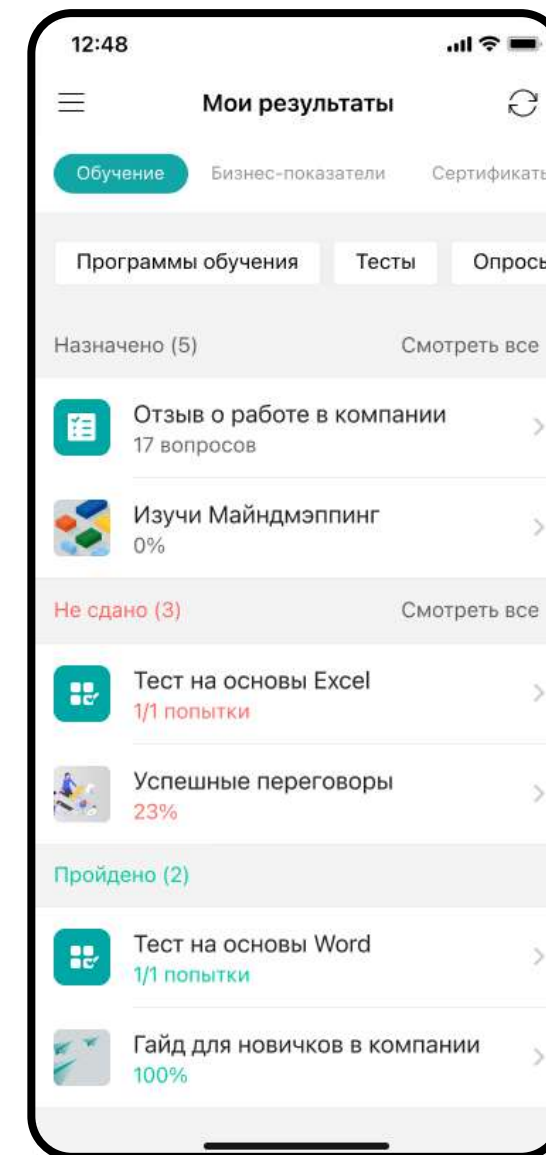 12:48
Мои результаты
Обучение Бизнес-показатели Сертификаты
Программы обучения Тесты Опросы
Назначено (5) Смотреть все
Отзыв о работе в компании
17 вопросов
Изучи Майндмэппинг
0%
Не сдано (3) Смотреть все
Тест на основы Excel
1/1 попытки
Успешные переговоры
23%
Пройдено (2)
Тест на основы Word
1/1 попытки
Гайд для новичков в компании
100%